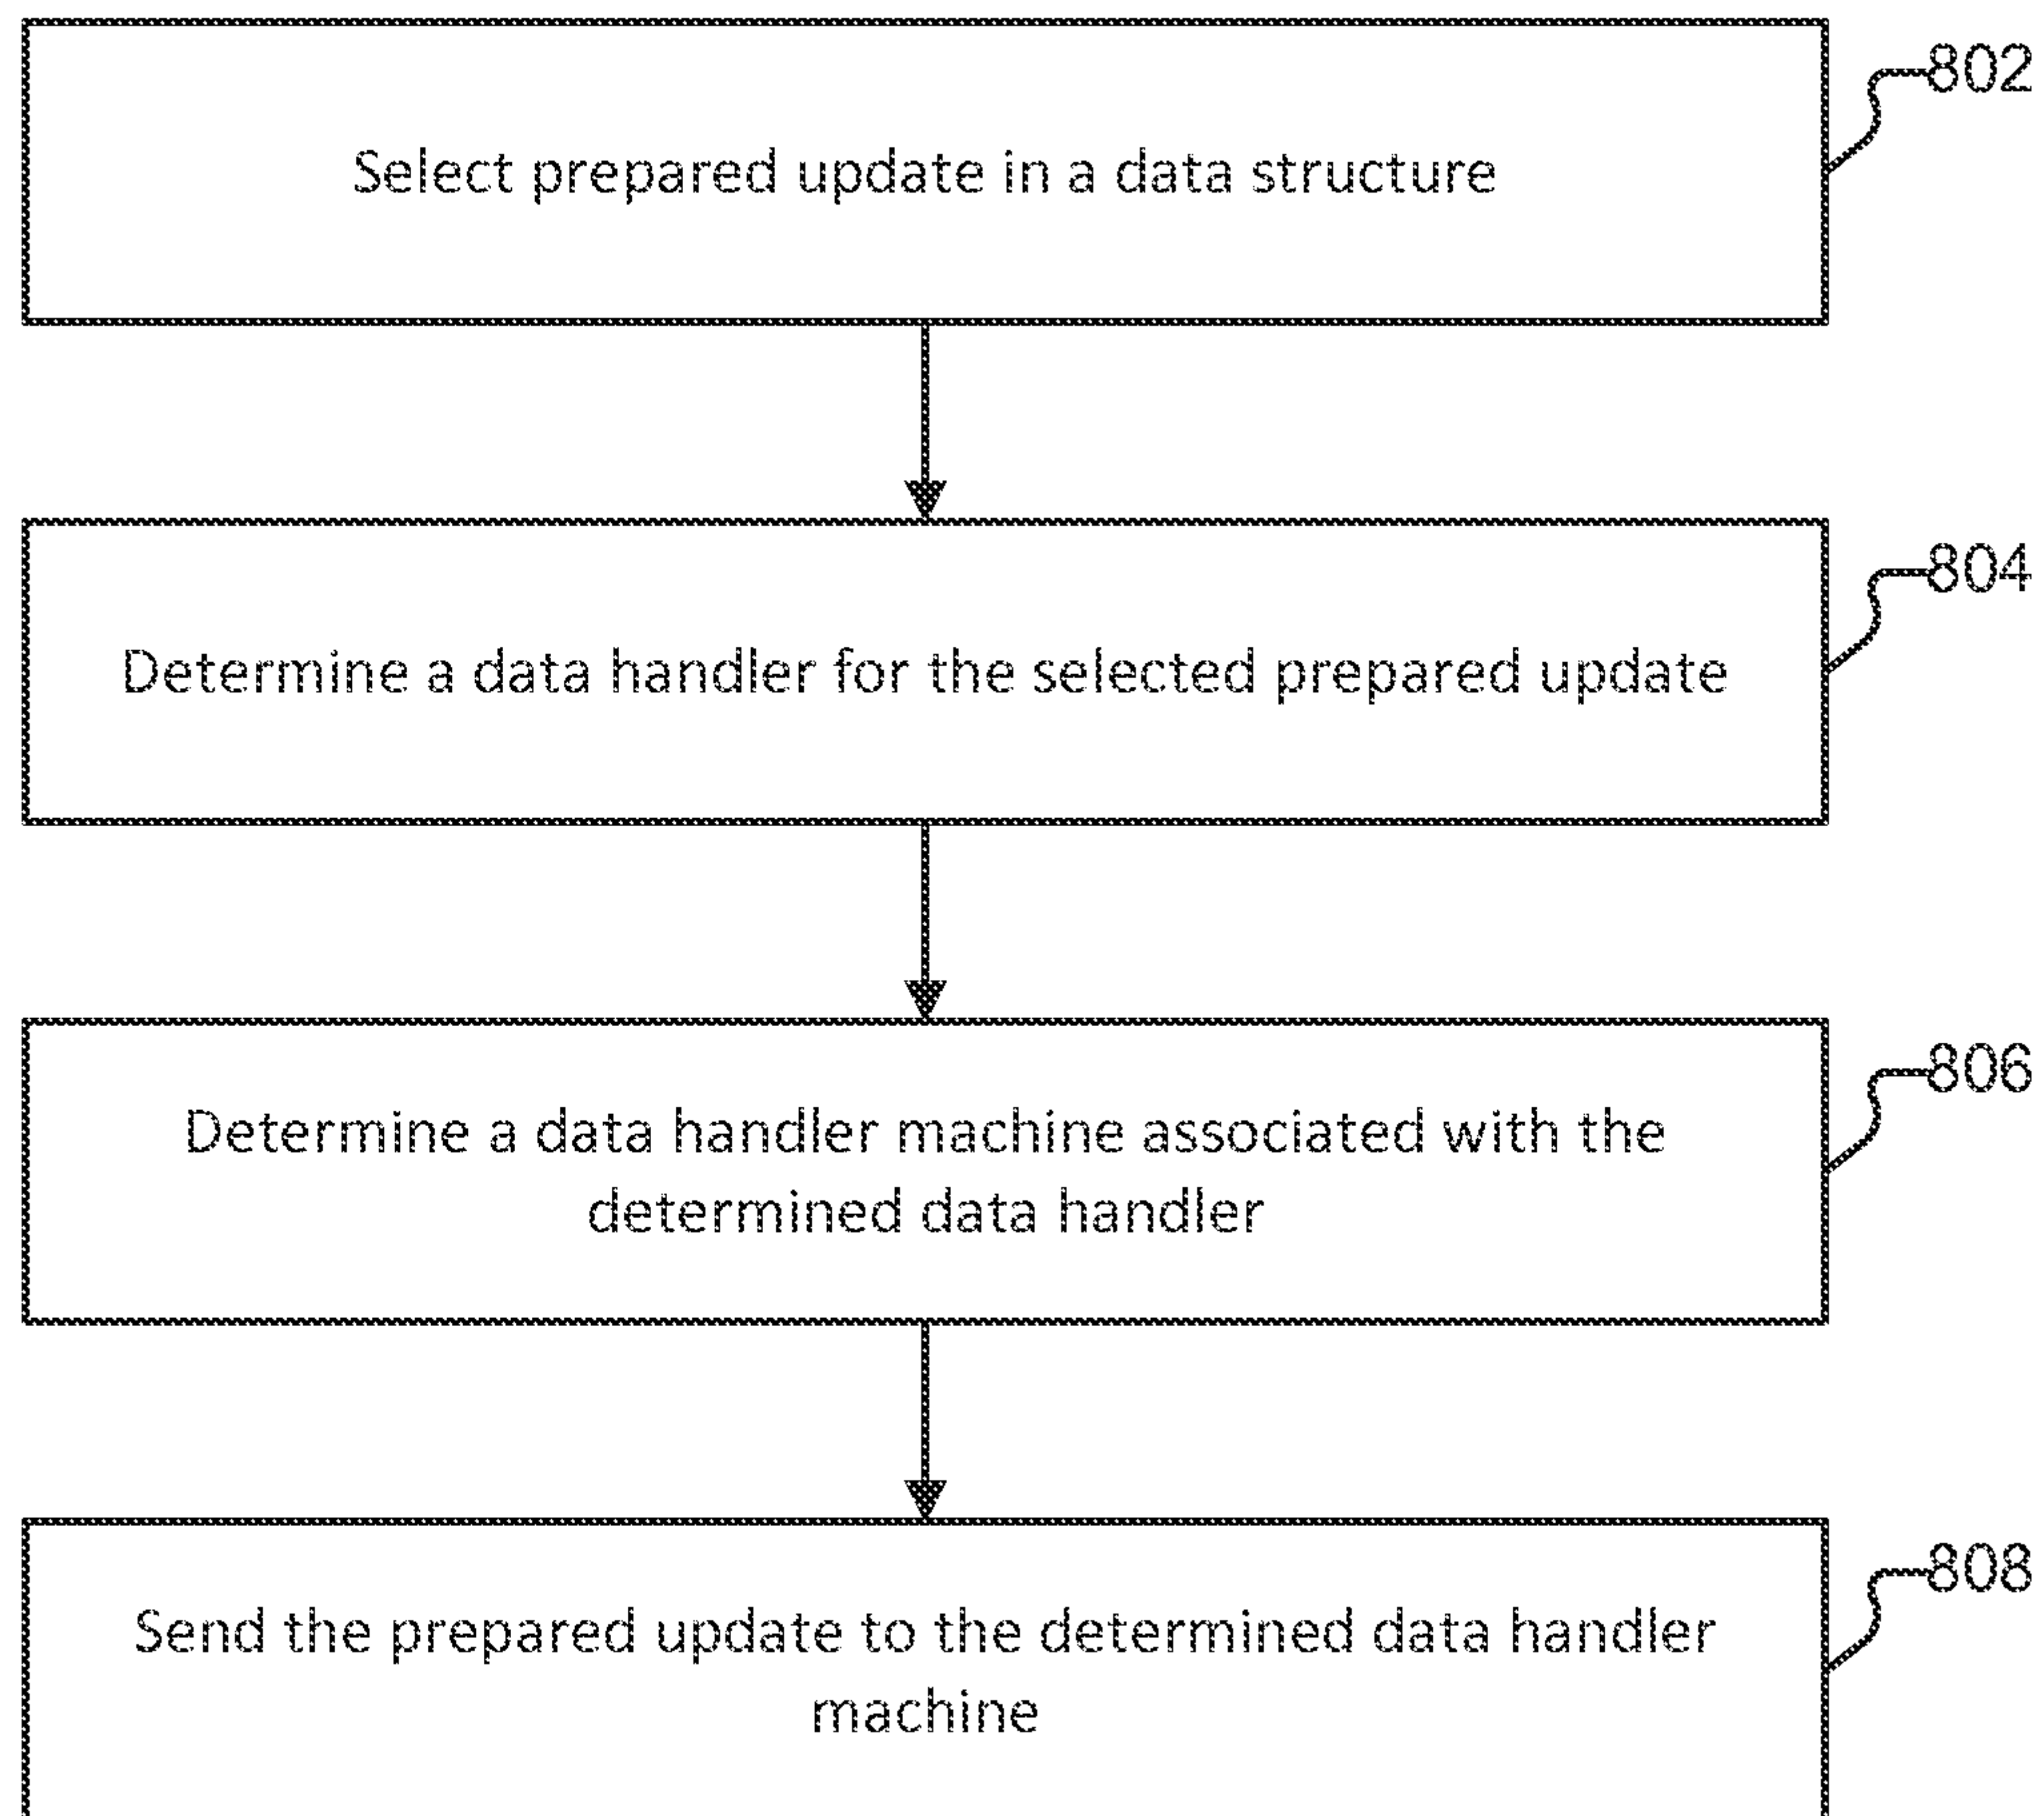 802
Select prepared update in a data structure
804
Determine a data handler for the selected prepared update
806
Determine a data handler machine associated with the
determined data handler
808
Send the prepared update to the determined data handler
machine